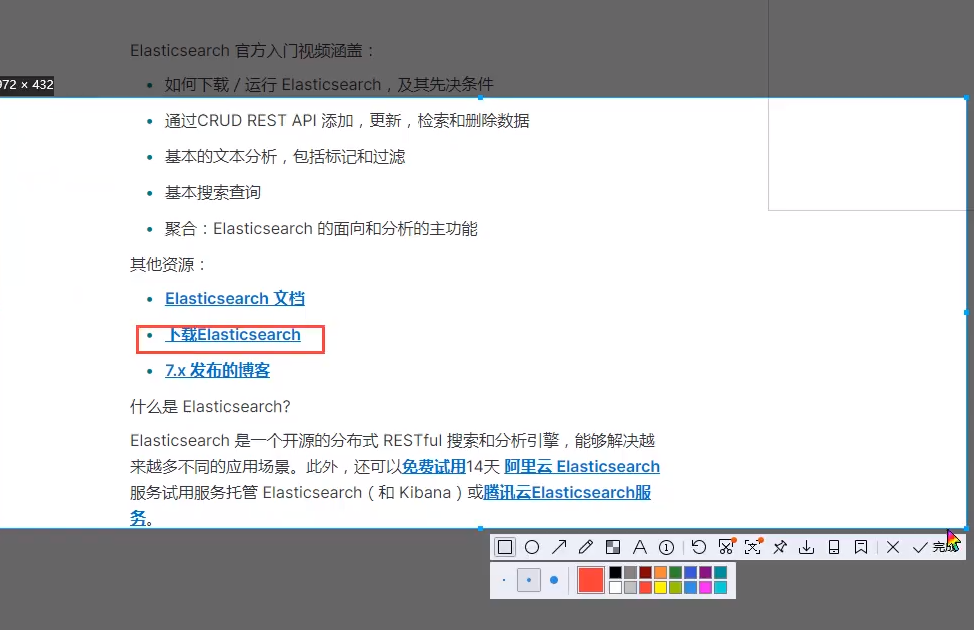 Elasticsearch 官方入门视频涵盖：
如何下载 / 运行 Elasticsearch，及其先决条件
972 × 432
通过CRUD REST API 添加，更新，检索和删除数据
基本的文本分析，包括标记和过滤
基本搜索查询
聚合：Elasticsearch 的面向和分析的主功能
其他资源：
Elasticsearch 文档
下载Elasticsearch
7.x 发布的博客
什么是 Elasticsearch?
Elasticsearch 是一个开源的分布式 RESTful 搜索和分析引擎，能够解决越
来越多不同的应用场景。此外，还可以免费试用14天 阿里云 Elasticsearch
服务试用服务托管 Elasticsearch（和 Kibana）或腾讯云Elasticsearch服
务。
完成